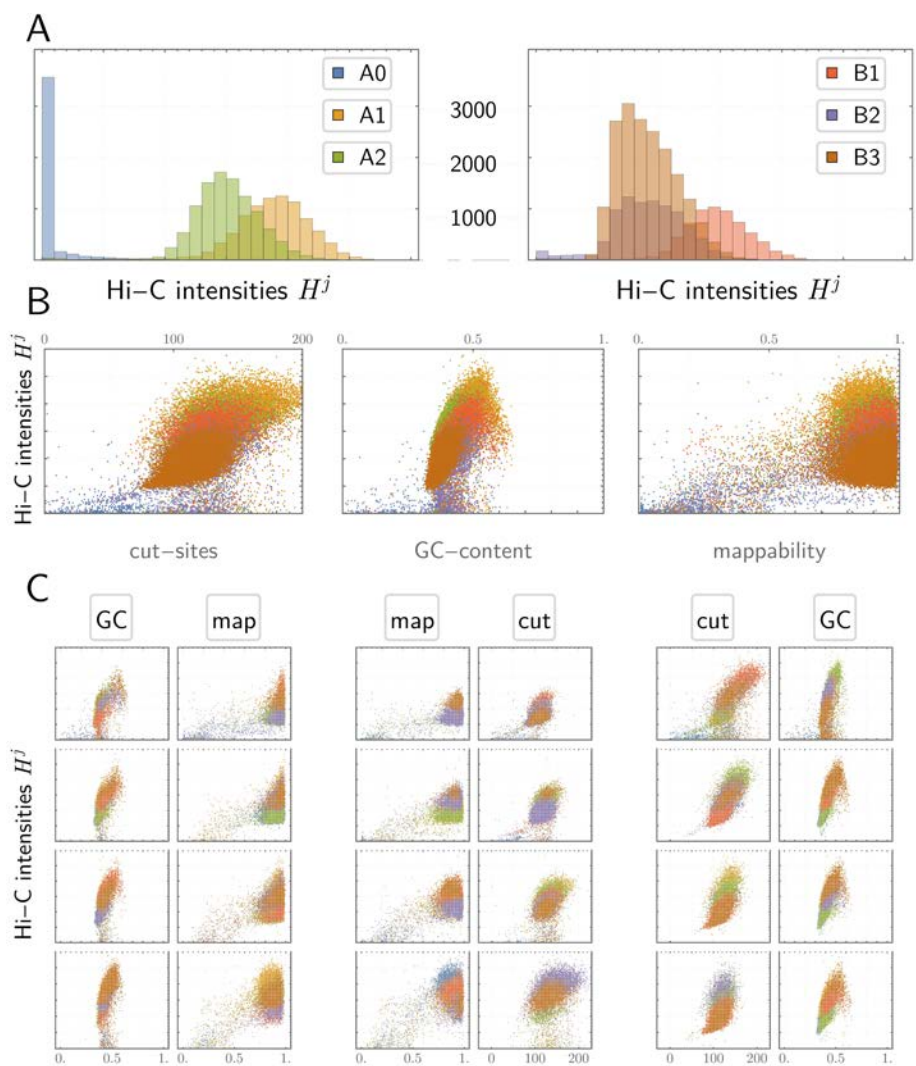 A
A0
A1
A2
3000
2000
1000
B1
B2
B3
Hi–C intensities H^j
Hi–C intensities H^j
B
0 100 200
0. 0.5 1.
0. 0.5 1.
Hi–C intensities H^j
cut–sites
GC–content
mappability
C
GC
map
map
cut
cut
GC
Hi–C intensities H^j
0. 0.5 1.
0. 0.5 1.
0. 0.5 1.
0 100 200
0 100 200
0. 0.5 1.